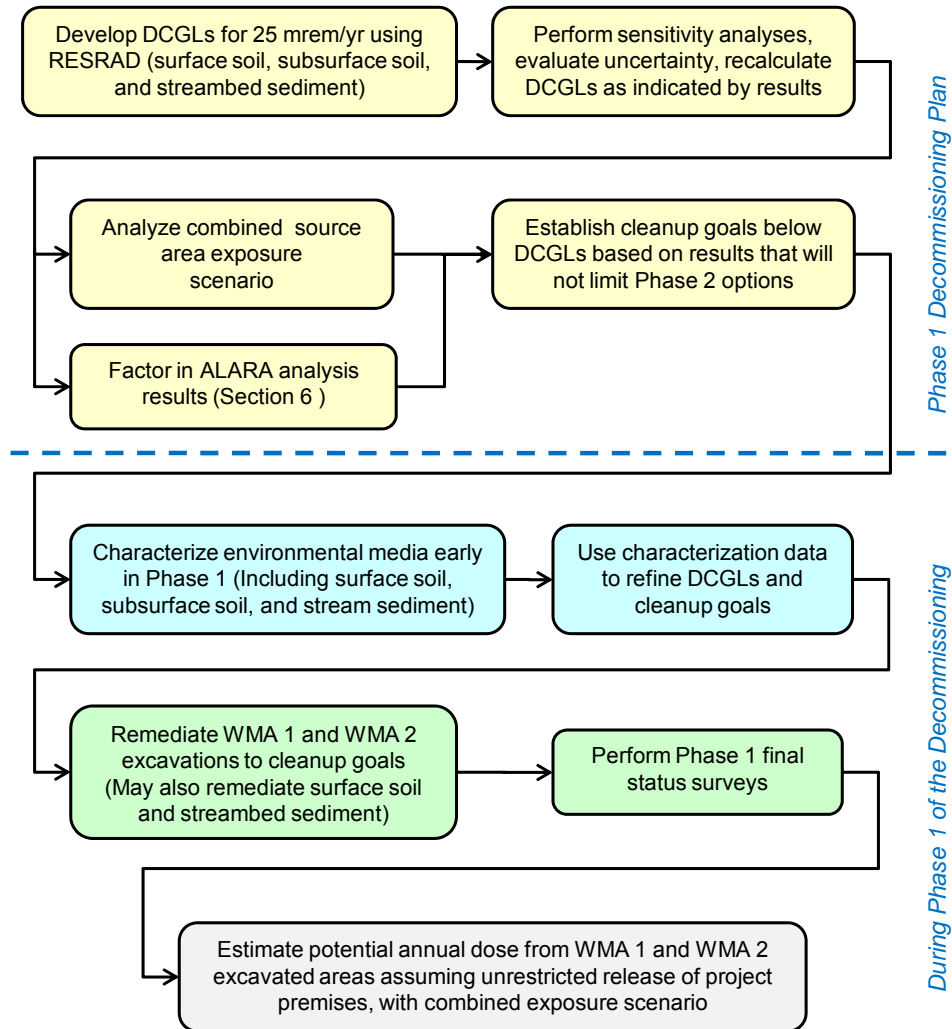 Develop DCGLs for 25 mrem/yr using
RESRAD (surface soil, subsurface soil,
and streambed sediment)
Perform sensitivity analyses,
evaluate uncertainty, recalculate
DCGLs as indicated by results
Analyze combined source
area exposure
scenario
Establish cleanup goals below
DCGLs based on results that will
not limit Phase 2 options
Factor in ALARA analysis
results (Section 6 )
Phase 1 Decommissioning Plan
Characterize environmental media early
in Phase 1 (Including surface soil,
subsurface soil, and stream sediment)
Use characterization data
to refine DCGLs and
cleanup goals
Remediate WMA 1 and WMA 2
excavations to cleanup goals
(May also remediate surface soil
and streambed sediment)
Perform Phase 1 final
status surveys
Estimate potential annual dose from WMA 1 and WMA 2
excavated areas assuming unrestricted release of project
premises, with combined exposure scenario
During Phase 1 of the Decommissioning